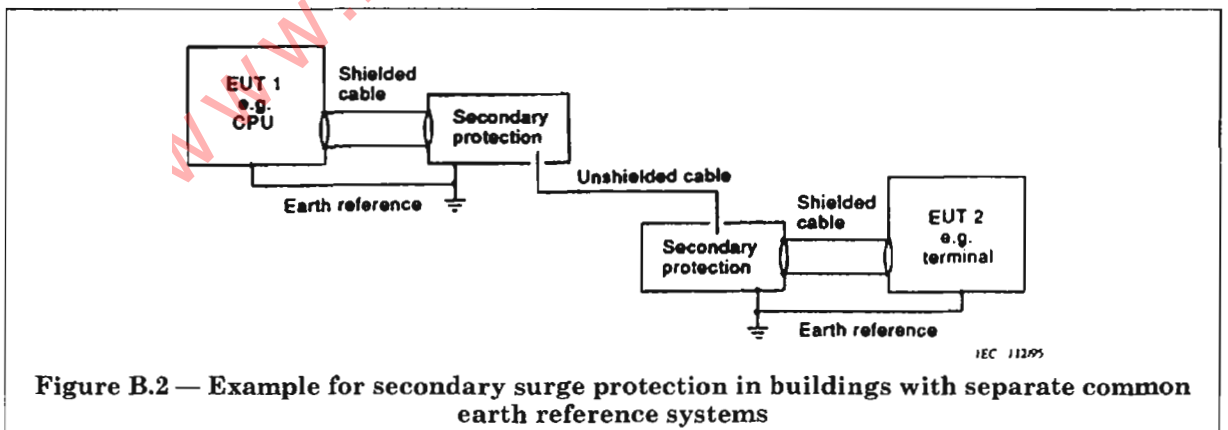 www.
EUT 1
e.g.
CPU
Shielded
cable
Secondary
protection
Earth reference
Unshielded cable
Secondary
protection
Shielded
cable
EUT 2
e.g.
terminal
Earth reference
IEC 112/95
Figure B.2 — Example for secondary surge protection in buildings with separate common
earth reference systems